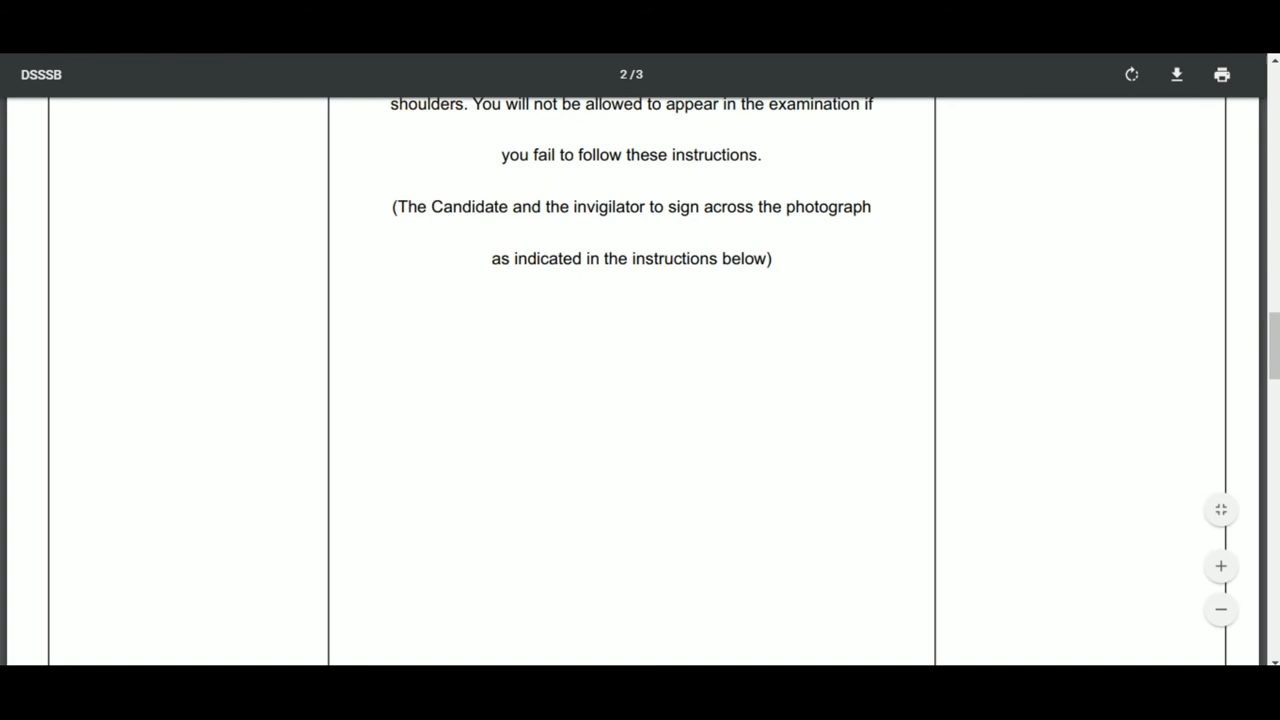 DSSSB
2 / 3
shoulders. You will not be allowed to appear in the examination if
you fail to follow these instructions.
(The Candidate and the invigilator to sign across the photograph
as indicated in the instructions below)